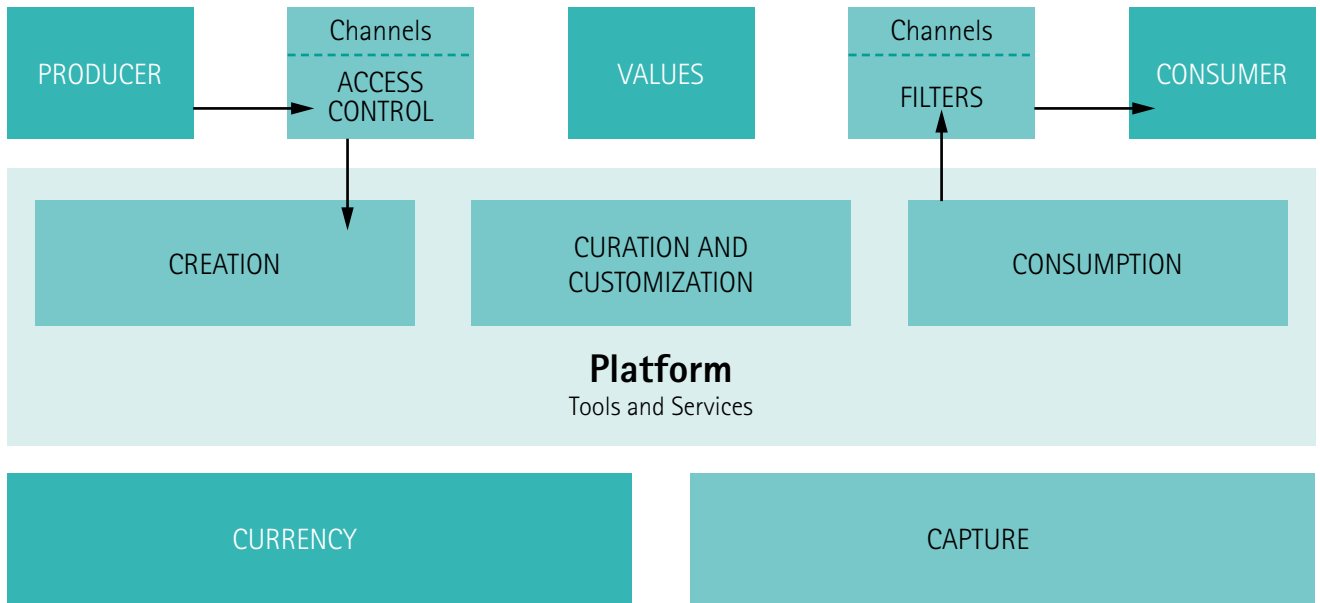 PRODUCER
Channels
ACCESS
CONTROL
VALUES
Channels
FILTERS
CONSUMER
CREATION
CURATION AND
CUSTOMIZATION
CONSUMPTION
Platform
Tools and Services
CURRENCY
CAPTURE